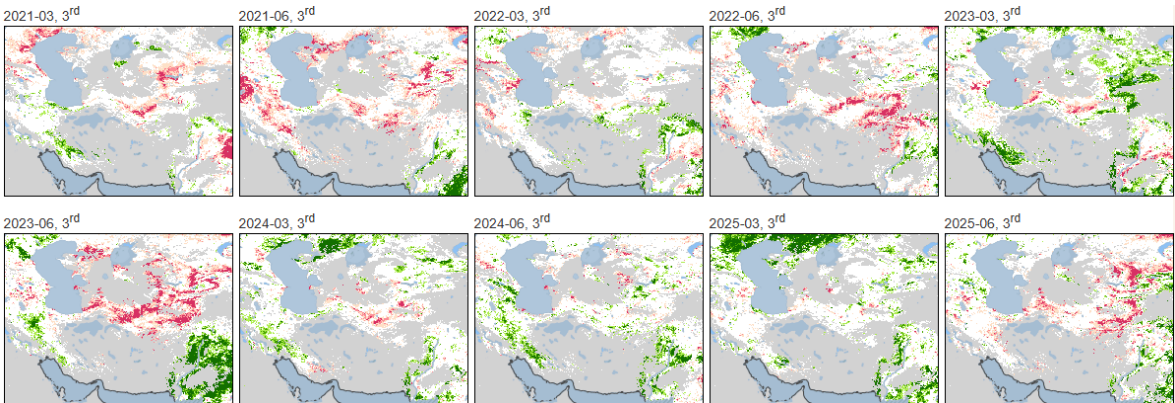 2021-03, 3rd
2021-06, 3rd
2022-03, 3rd
2022-06, 3rd
2023-03, 3rd
2023-06, 3rd
2024-03, 3rd
2024-06, 3rd
2025-03, 3rd
2025-06, 3rd